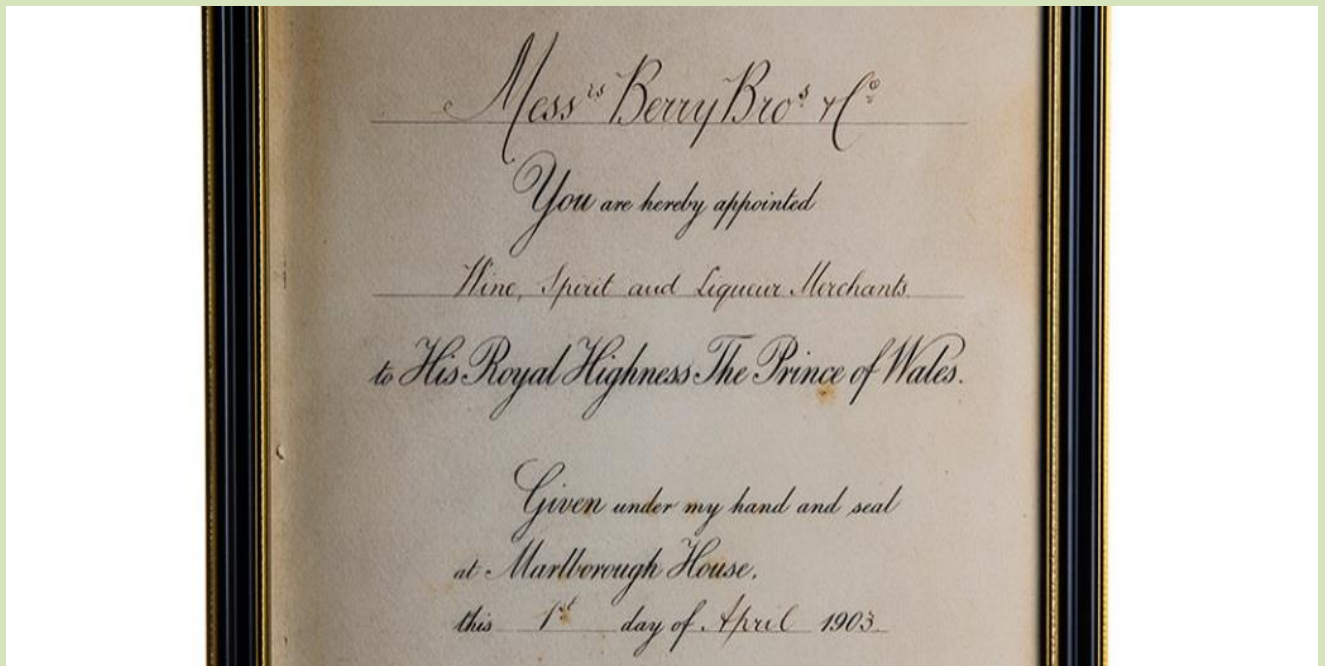 Messrs Berry Bros. & Co.
You are hereby appointed
Wine, Spirit and Liqueur Merchants
to His Royal Highness The Prince of Wales.
Given under my hand and seal
at Marlborough House.
this 1st day of April 1903.